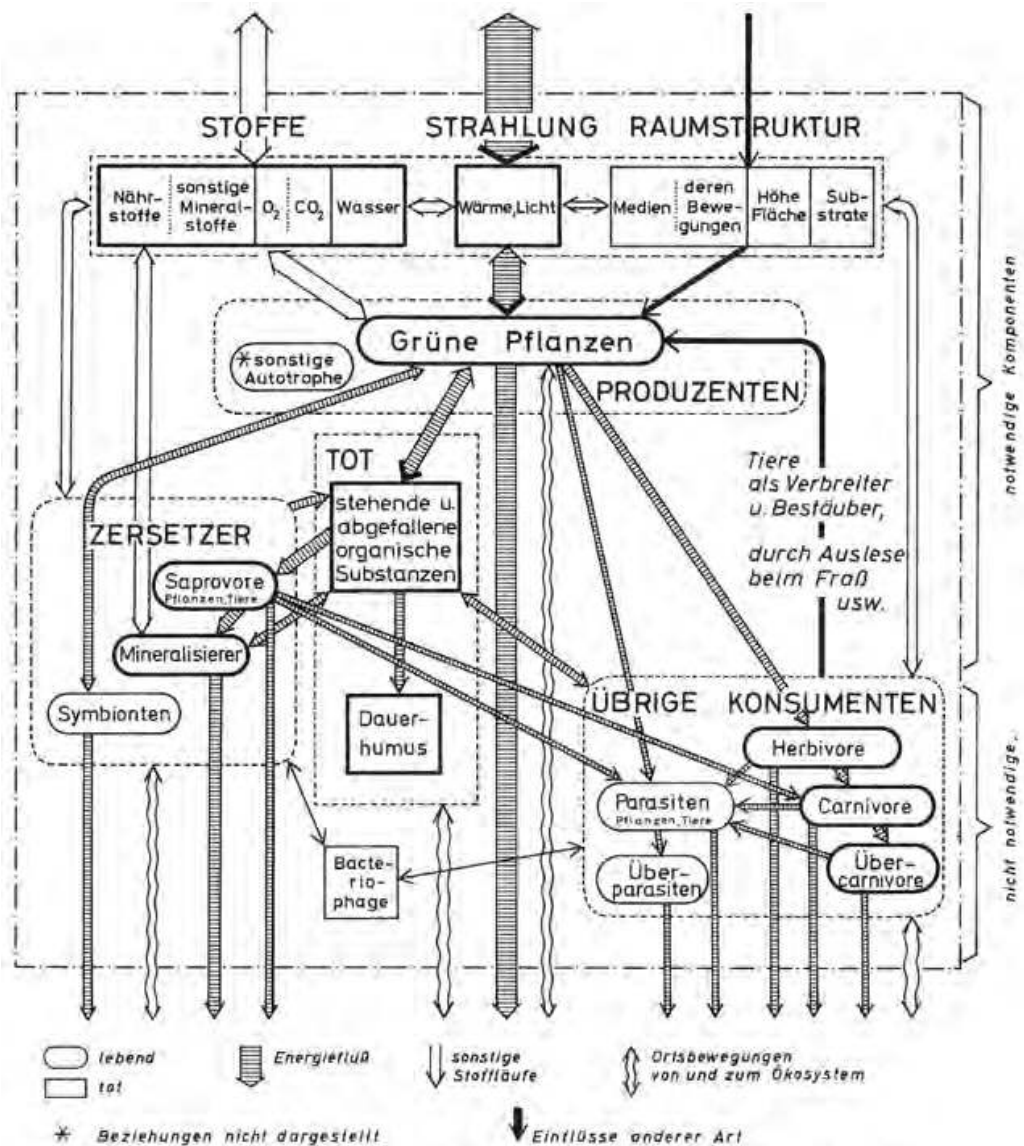 STOFFE STRAHLUNG RAUMSTRUKTUR
Nähr-
stoffe
sonstige
Mineral-
stoffe
O2
CO2
Wasser
Wärme, Licht
Medien
deren
Bewe-
gungen
Höhe
Fläche
Sub-
strate
Grüne Pflanzen
* sonstige
Autotrophe
PRODUZENTEN
notwendige Komponenten
TOT
stehende u.
abgefallene
organische
Substanzen
Tiere
als Verbreiter
u. Bestäuber,
durch Auslese
beim Fraß
usw.
ZERSETZER
Saprovore
Pflanzen, Tiere
Mineralisierer
Symbionten
Dauer-
humus
ÜBRIGE KONSUMENTEN
Herbivore
Parasiten
Pflanzen, Tiere
Carnivore
Über-
parasiten
Über-
carnivore
Bacte-
rio-
phage
nicht notwendige
lebend
tot
Energiefluß
sonstige
Stoffläufe
Ortsbewegungen
von und zum Ökosystem
* Beziehungen nicht dargestellt
Einflüsse anderer Art